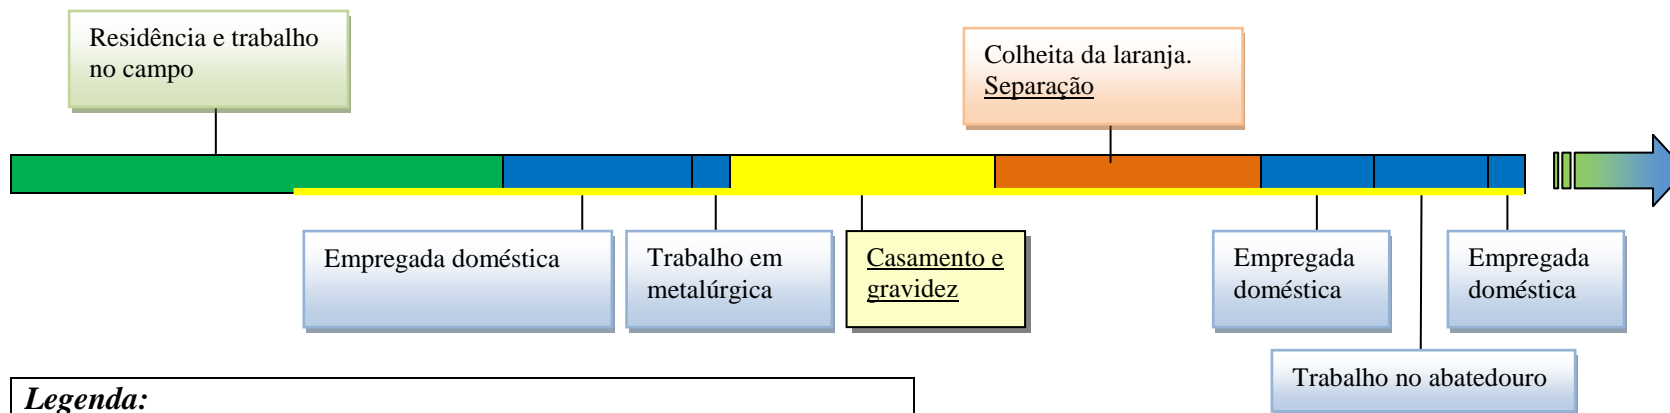 Residência e trabalho
no campo
Colheita da laranja.
Separação
Empregada doméstica
Trabalho em
metalúrgica
Casamento e
gravidez
Empregada
doméstica
Empregada
doméstica
Trabalho no abatedouro
Legenda: